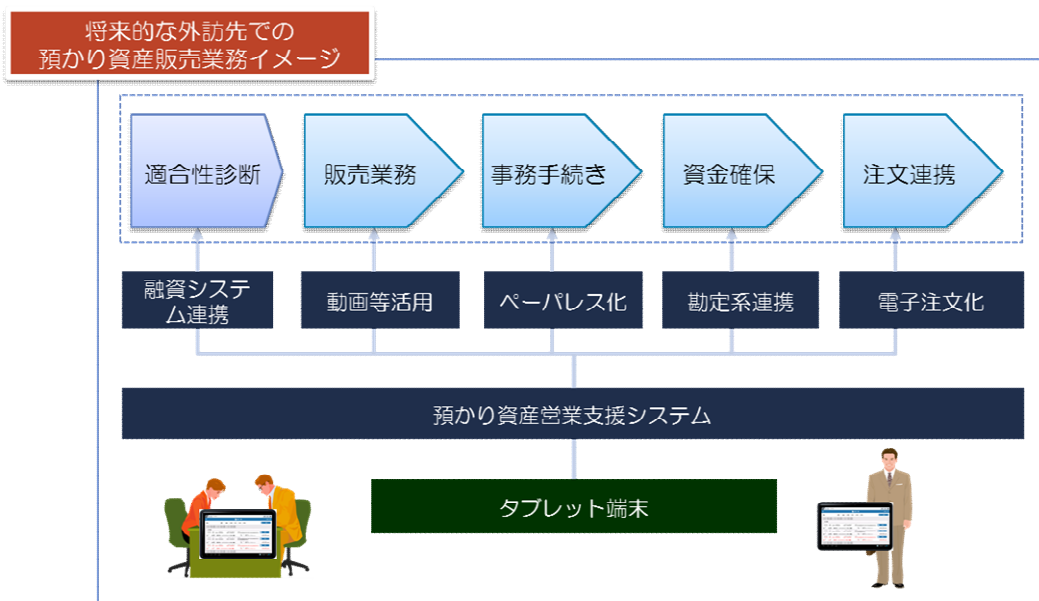 将来的な外訪先での
預かり資産販売業務イメージ
適合性診断
販売業務
事務手続き
資金確保
注文連携
融資システ
ム連携
動画等活用
ペーパレス化
勘定系連携
電子注文化
預かり資産営業支援システム
タブレット端末